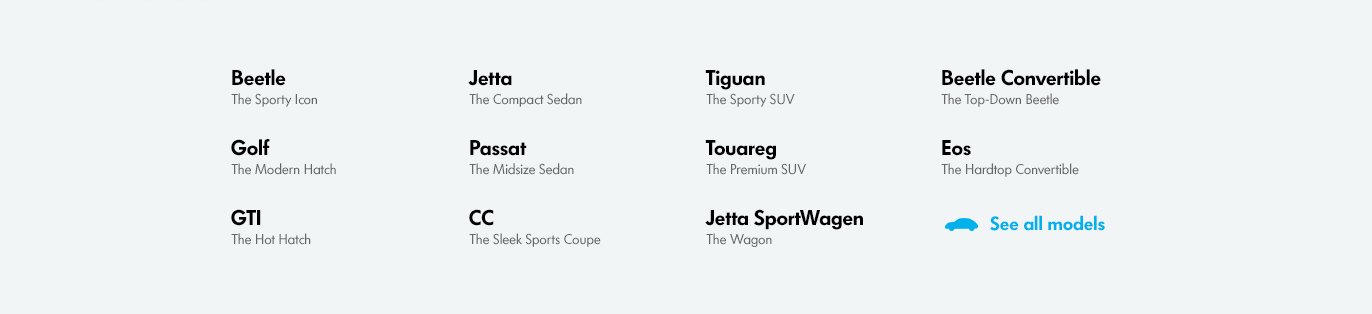 Beetle
The Sporty Icon
Golf
The Modern Hatch
GTI
The Hot Hatch
Jetta
The Compact Sedan
Passat
The Midsize Sedan
CC
The Sleek Sports Coupe
Tiguan
The Sporty SUV
Touareg
The Premium SUV
Jetta SportWagen
The Wagon
Beetle Convertible
The Top-Down Beetle
Eos
The Hardtop Convertible
See all models